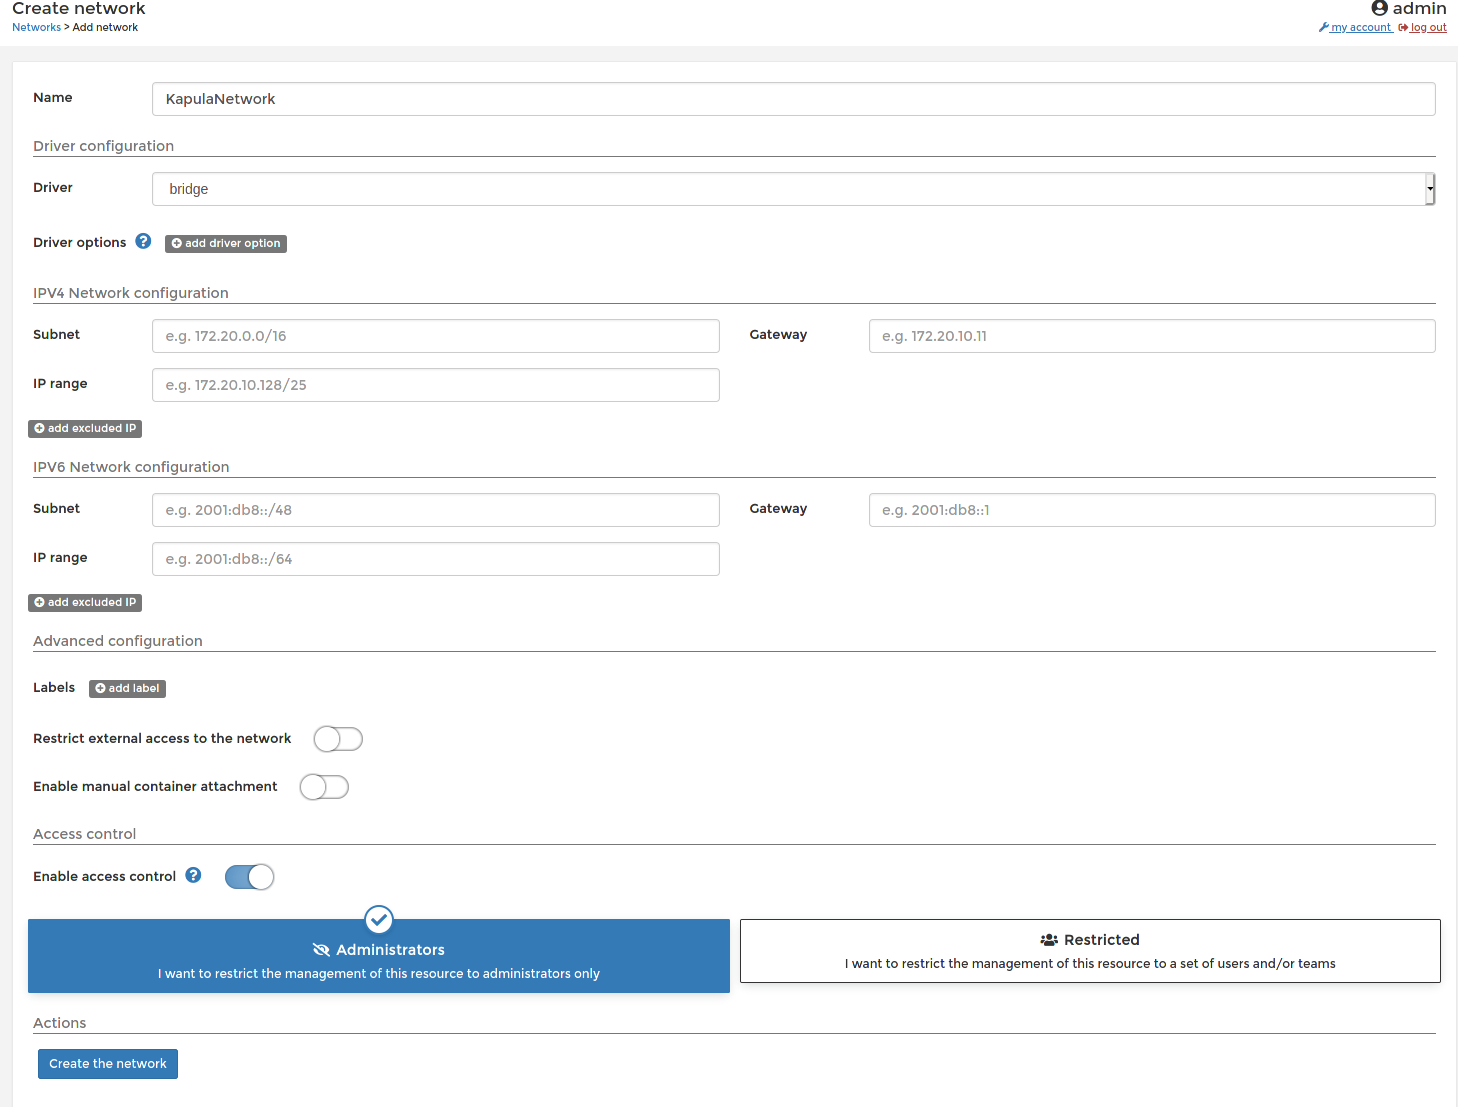 Create network
admin
Networks > Add network
my account log out
Name KapulaNetwork
Driver configuration
Driver bridge
Driver options ? add driver option
IPV4 Network configuration
Subnet e.g. 172.20.0.0/16 Gateway e.g. 172.20.10.11
IP range e.g. 172.20.10.128/25
add excluded IP
IPV6 Network configuration
Subnet e.g. 2001:db8::/48 Gateway e.g. 2001:db8::1
IP range e.g. 2001:db8::/64
add excluded IP
Advanced configuration
Labels add label
Restrict external access to the network
Enable manual container attachment
Access control
Enable access control ?
Administrators
I want to restrict the management of this resource to administrators only
Restricted
I want to restrict the management of this resource to a set of users and/or teams
Actions
Create the network